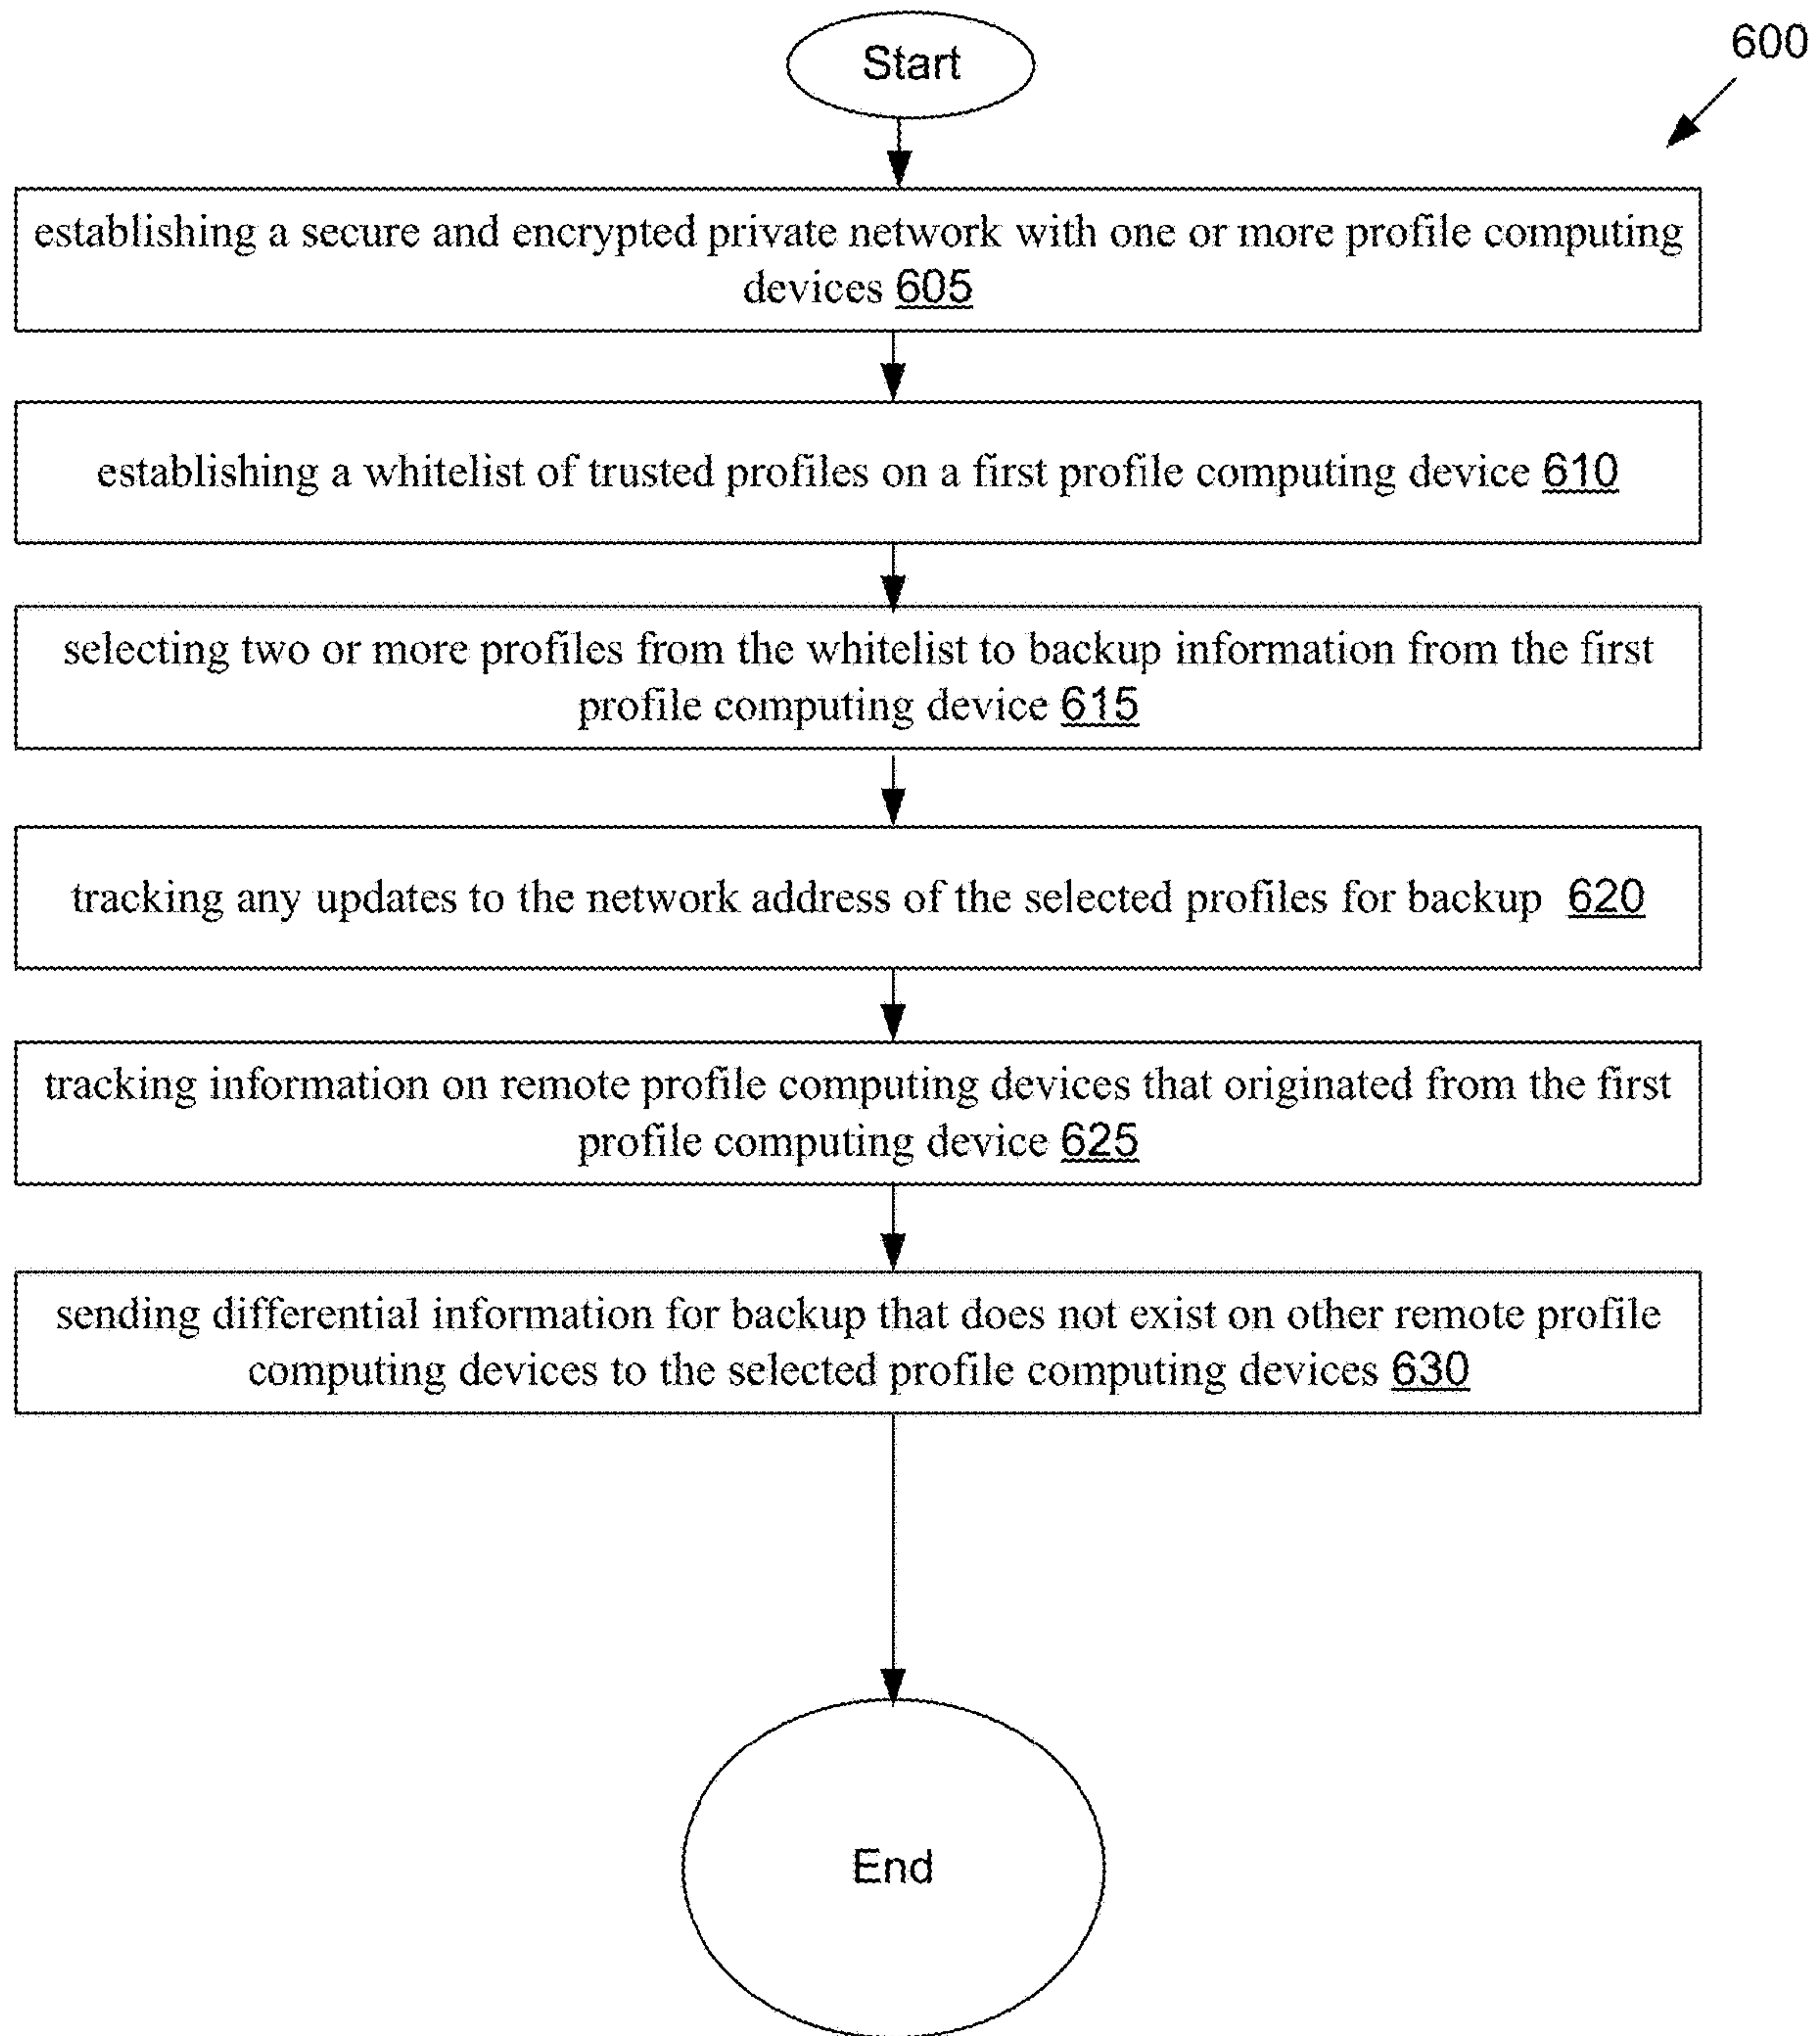 Start
600
establishing a secure and encrypted private network with one or more profile computing
devices 605
establishing a whitelist of trusted profiles on a first profile computing device 610
selecting two or more profiles from the whitelist to backup information from the first
profile computing device 615
tracking any updates to the network address of the selected profiles for backup 620
tracking information on remote profile computing devices that originated from the first
profile computing device 625
sending differential information for backup that does not exist on other remote profile
computing devices to the selected profile computing devices 630
End